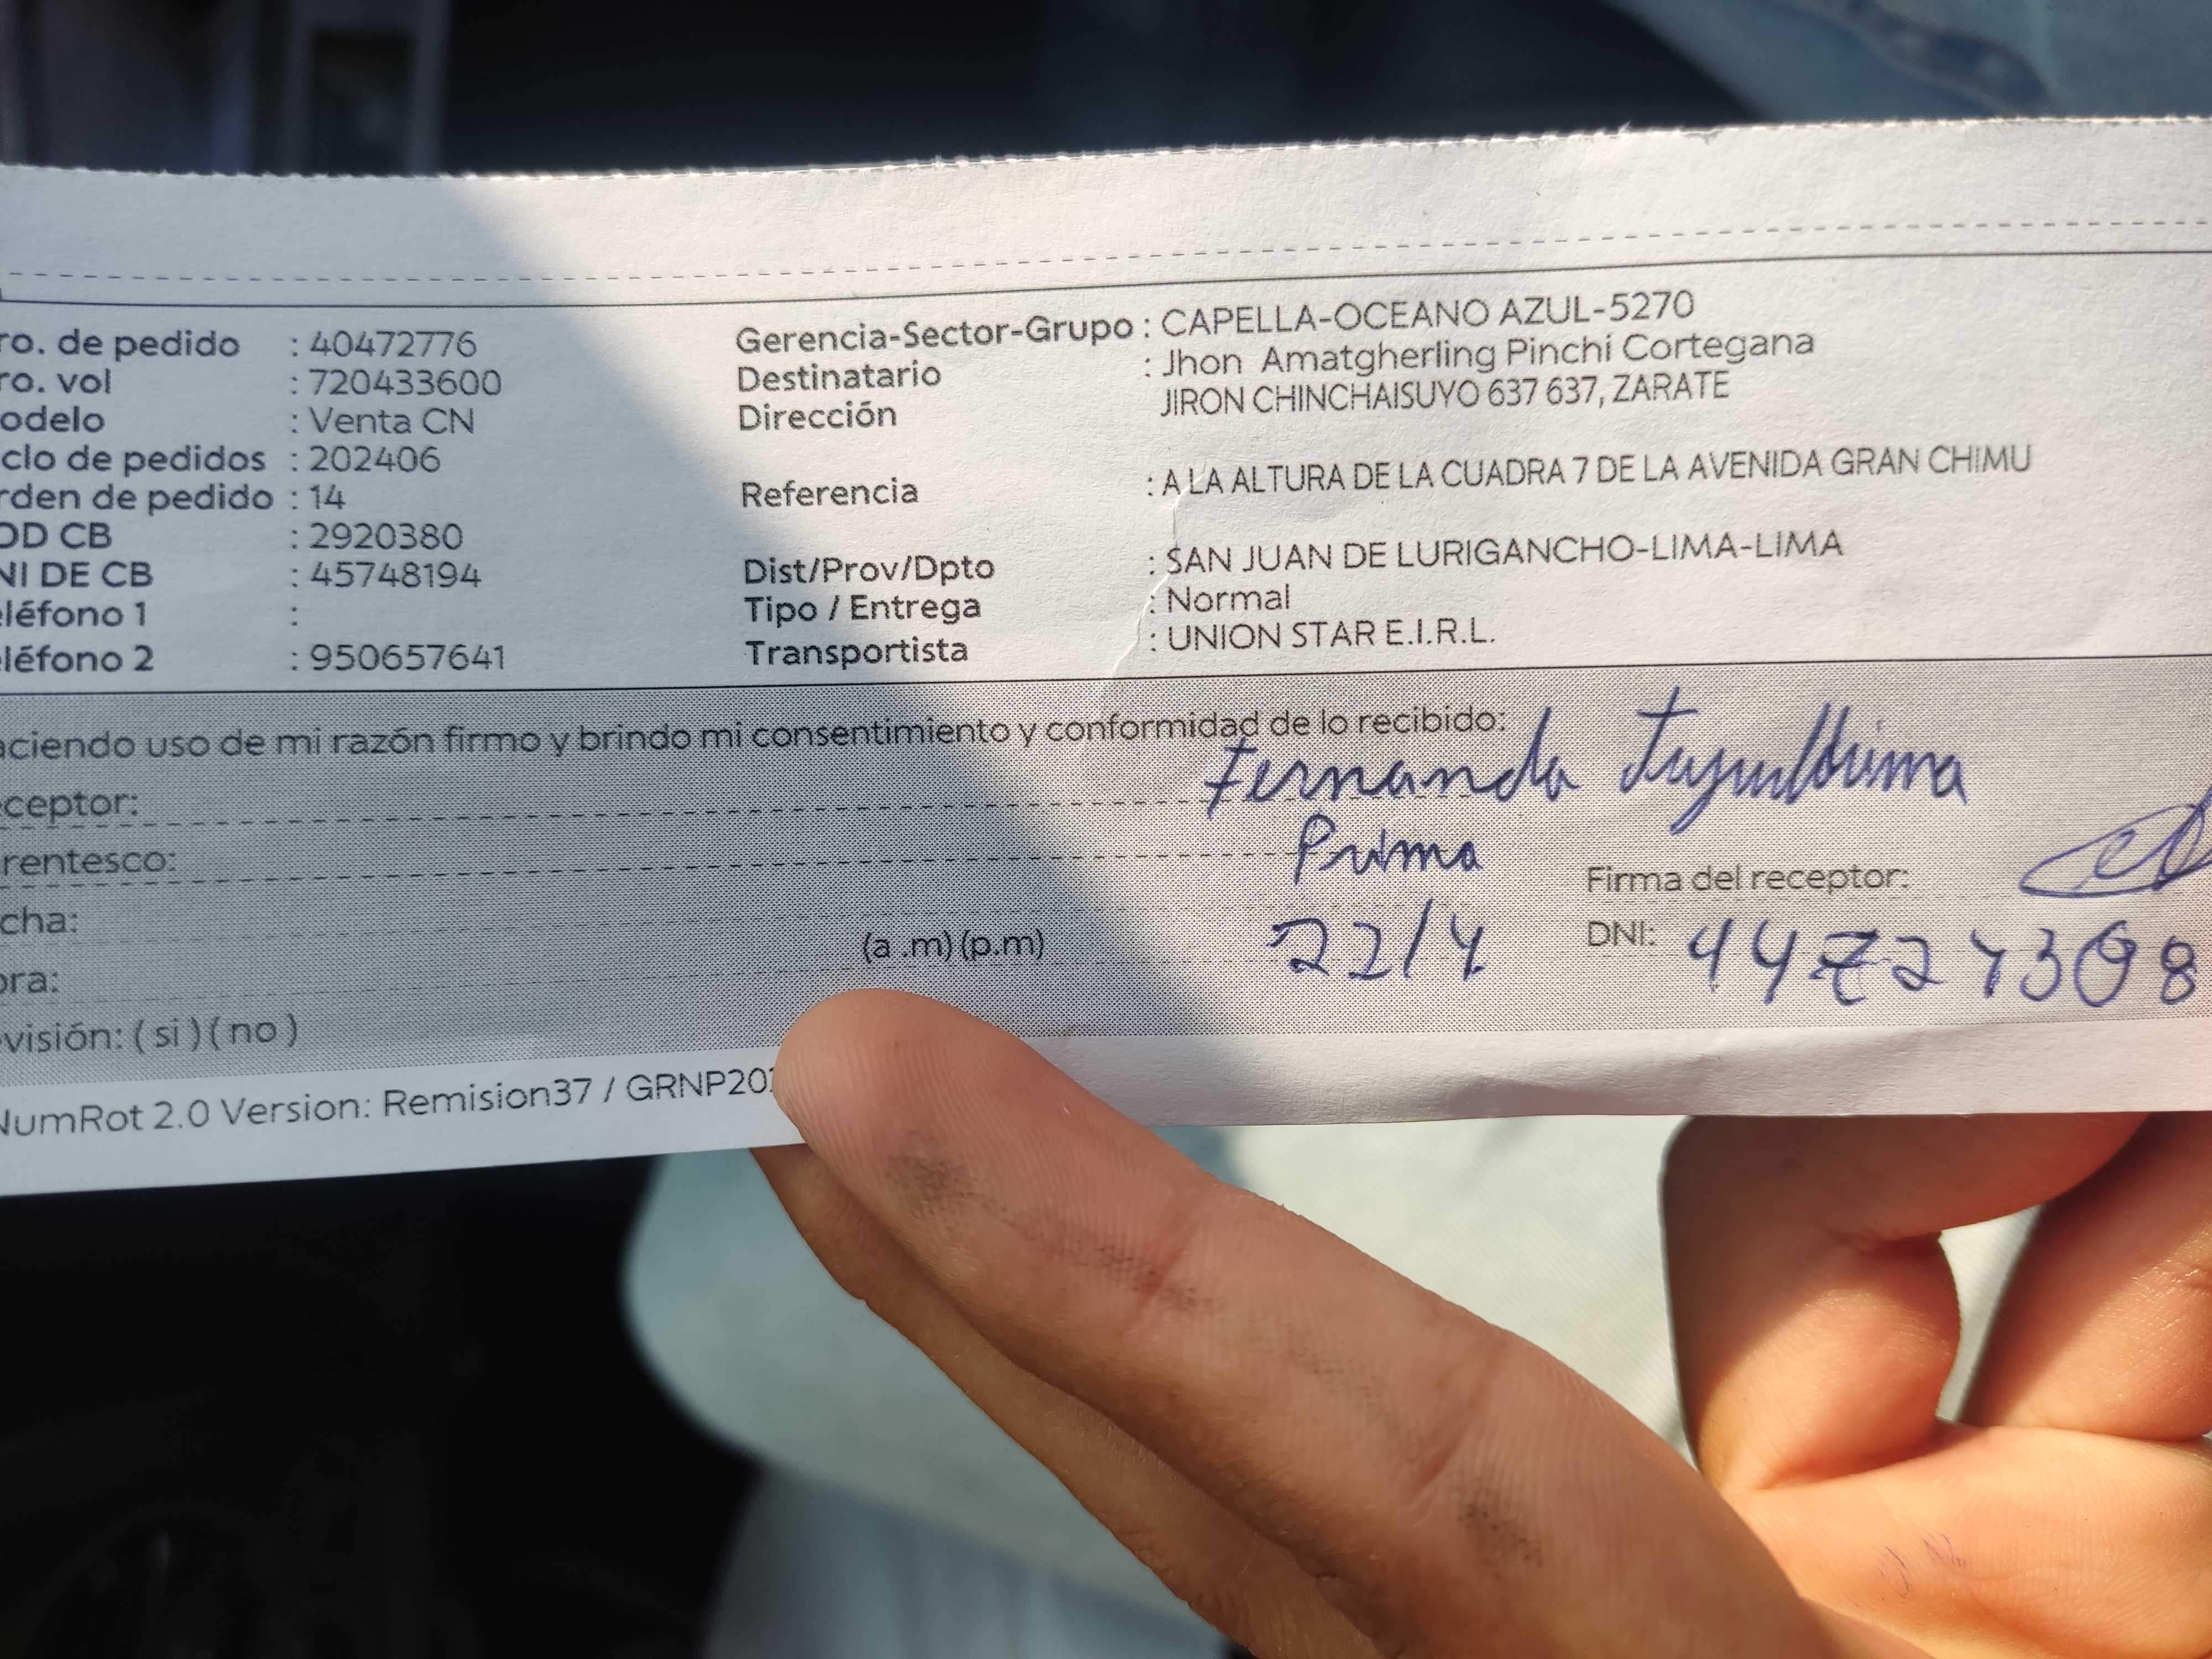 ro. de pedido : 40472776
ro. vol : 720433600
odelo : Venta CN
clo de pedidos : 202406
rden de pedido : 14
OD CB : 2920380
NI DE CB : 45748194
eléfono 1 :
eléfono 2 : 950657641
Gerencia-Sector-Grupo : CAPELLA-OCEANO AZUL-5270
Destinatario : Jhon Amatgherling Pinchi Cortegana
Dirección JIRON CHINCHAISUYO 637 637, ZARATE
Referencia : A LA ALTURA DE LA CUADRA 7 DE LA AVENIDA GRAN CHIMU
Dist/Prov/Dpto : SAN JUAN DE LURIGANCHO-LIMA-LIMA
Tipo / Entrega : Normal
Transportista : UNION STAR E.I.R.L.
aciendo uso de mi razón firmo y brindo mi consentimiento y conformidad de lo recibido:
ceptor: Fernanda
rentesco: Prima
Firma del receptor:
cha: 22/4
DNI:
ora: (a .m) (p.m)
visión: ( si ) ( no )
NumRot 2.0 Version: Remision37 / GRNP20